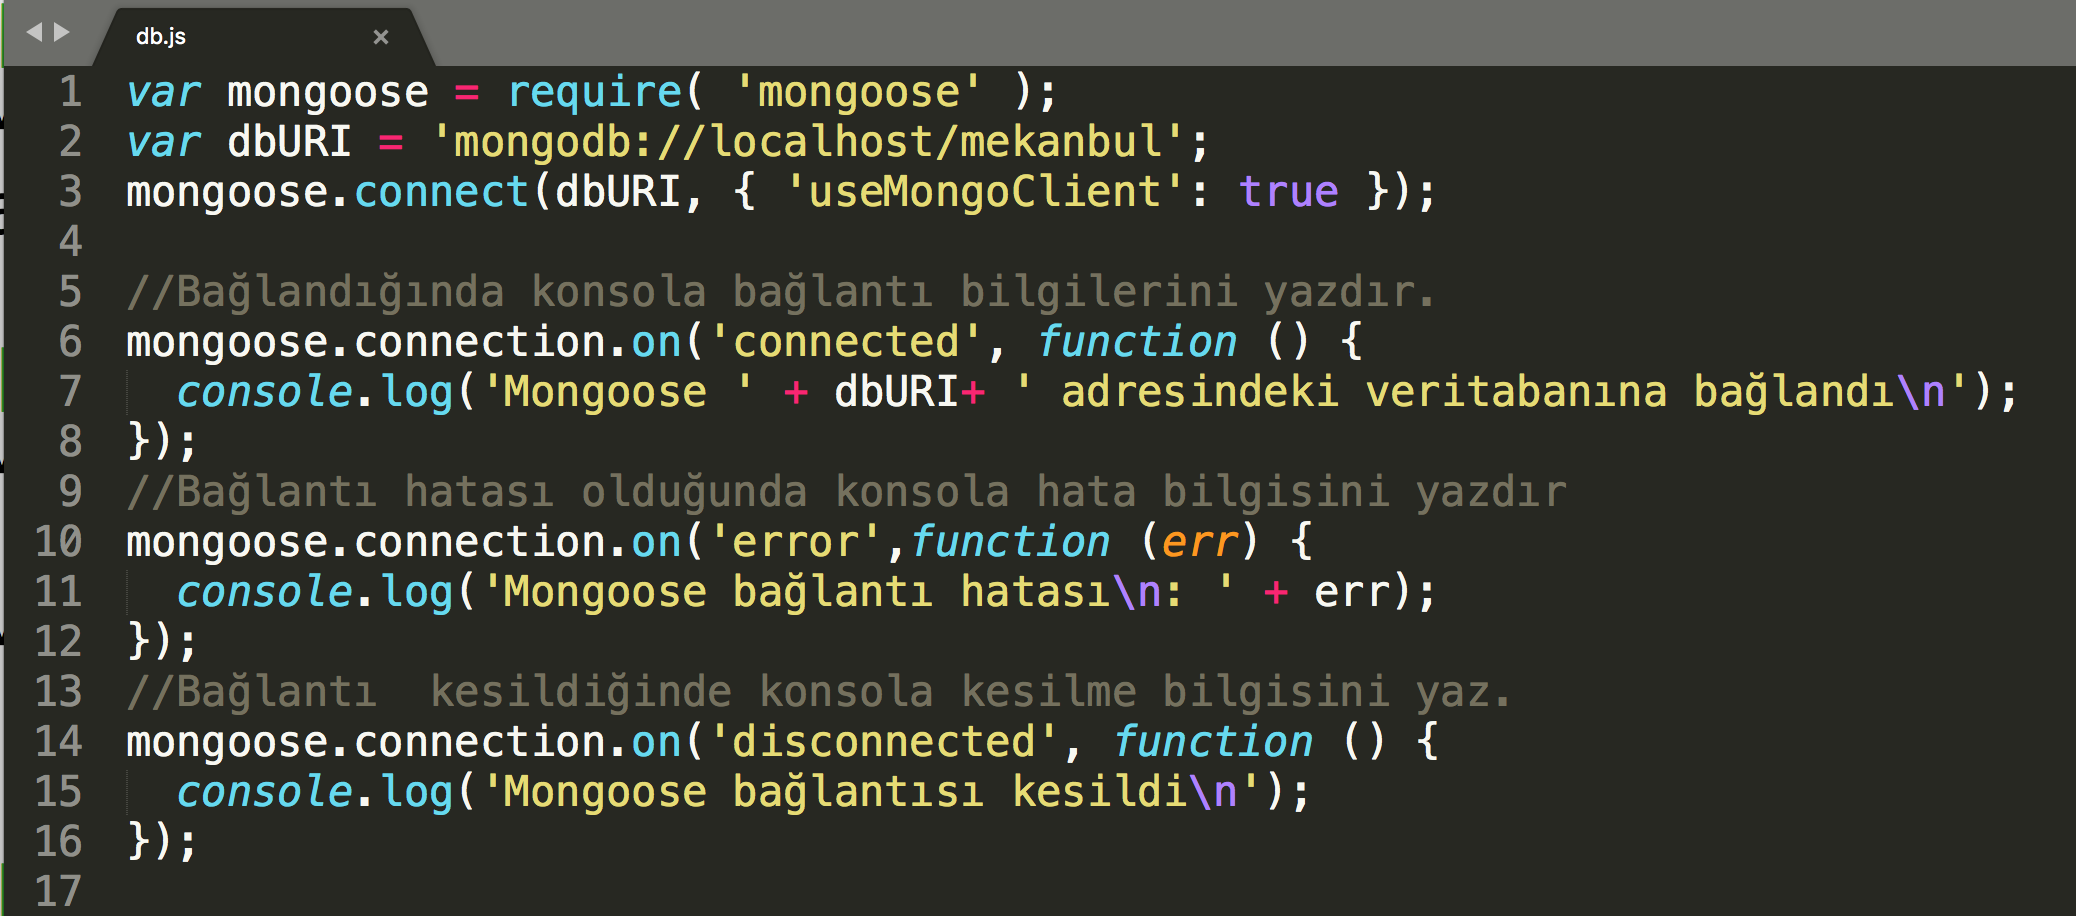 db.js ×
1 var mongoose = require( 'mongoose' );
2 var dbURI = 'mongodb://localhost/mekanbul';
3 mongoose.connect(dbURI, { 'useMongoClient': true });
4
5 //Bağlandığında konsola bağlantı bilgilerini yazdır.
6 mongoose.connection.on('connected', function () {
7   console.log('Mongoose ' + dbURI+ ' adresindeki veritabanına bağlandı\n');
8 });
9 //Bağlantı hatası olduğunda konsola hata bilgisini yazdır
10 mongoose.connection.on('error',function (err) {
11   console.log('Mongoose bağlantı hatası\n: ' + err);
12 });
13 //Bağlantı  kesildiğinde konsola kesilme bilgisini yaz.
14 mongoose.connection.on('disconnected', function () {
15   console.log('Mongoose bağlantısı kesildi\n');
16 });
17